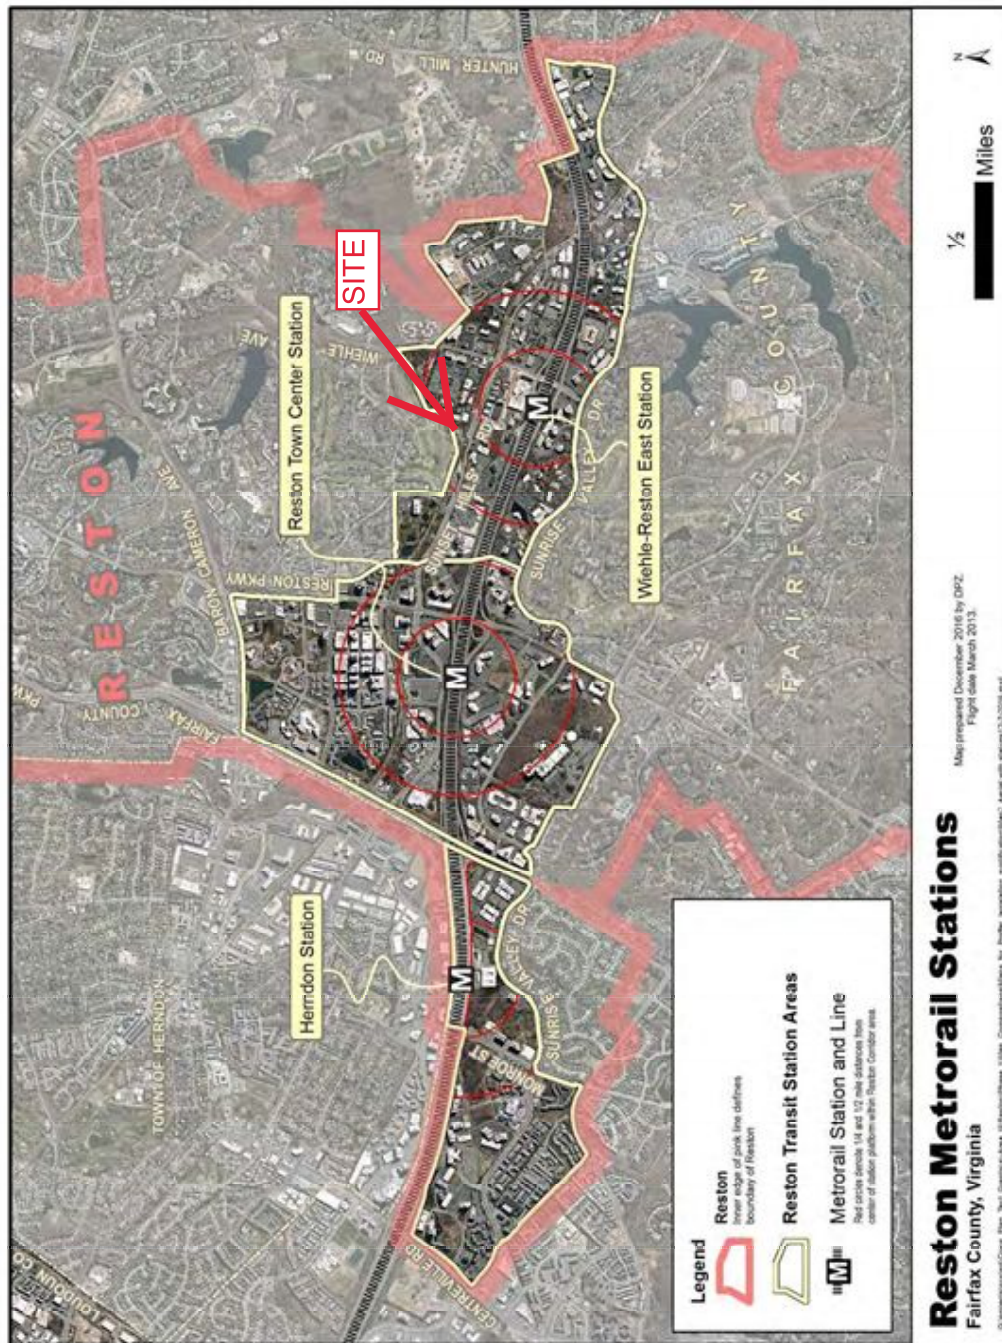 RESTON
TOWN OF HERNDON
LOUDOUN CO
HUNTER MILL
RD
FAIRFAX
COUNTY
PKWY
BARON CAMERON
AVE
RESTON PKWY
WIEHLE
AVE
SITE
Herndon Station
Reston Town Center Station
Wiehle-Reston East Station
SUNSET
HILLS
RD
M
M
M
SUNRISE
VALLEY
DR
SUNRISE VALLEY DR
MONROE ST
CENTREVILLE RD
FAIRFAX
COUNTY
Legend
Reston
Inner edge of pink line defines
boundary of Reston
Reston Transit Station Areas
M
Metrorail Station and Line
Red circles denote 1/4 and 1/2 mile distances from
center of station platform within Reston Corridor area.
Reston Metrorail Stations
Fairfax County, Virginia
Map prepared December 2016 by DPZ.
Flight date March 2013.
½
Miles
N